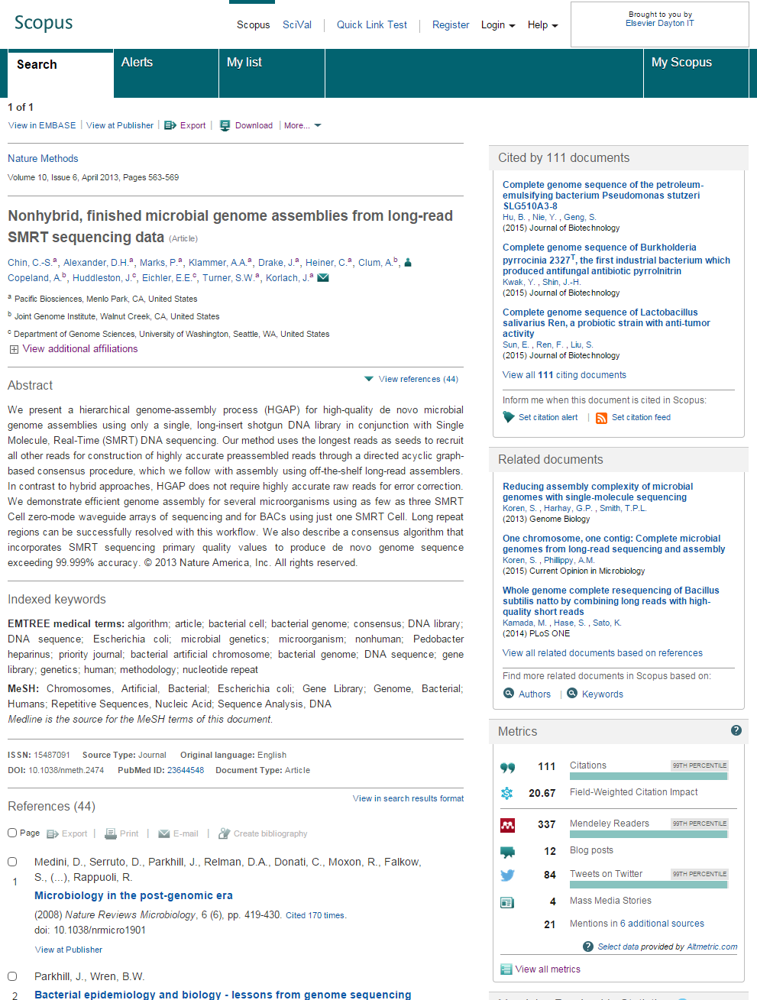 Scopus
Scopus SciVal Quick Link Test Register Login Help
Brought to you by
Elsevier Dayton IT
Search Alerts My list My Scopus
1 of 1
View in EMBASE | View at Publisher | Export | Download | More...
Nature Methods
Volume 10, Issue 6, April 2013, Pages 563-569
Nonhybrid, finished microbial genome assemblies from long-read
SMRT sequencing data (Article)
Chin, C.-S.a, Alexander, D.H.a, Marks, P.a, Klammer, A.A.a, Drake, J.a, Heiner, C.a, Clum, A.b,
Copeland, A.b, Huddleston, J.c, Eichler, E.E.c, Turner, S.W.a, Korlach, J.a
a Pacific Biosciences, Menlo Park, CA, United States
b Joint Genome Institute, Walnut Creek, CA, United States
c Department of Genome Sciences, University of Washington, Seattle, WA, United States
View additional affiliations
Abstract
View references (44)
We present a hierarchical genome-assembly process (HGAP) for high-quality de novo microbial
genome assemblies using only a single, long-insert shotgun DNA library in conjunction with Single
Molecule, Real-Time (SMRT) DNA sequencing. Our method uses the longest reads as seeds to recruit
all other reads for construction of highly accurate preassembled reads through a directed acyclic graph-
based consensus procedure, which we follow with assembly using off-the-shelf long-read assemblers.
In contrast to hybrid approaches, HGAP does not require highly accurate raw reads for error correction.
We demonstrate efficient genome assembly for several microorganisms using as few as three SMRT
Cell zero-mode waveguide arrays of sequencing and for BACs using just one SMRT Cell. Long repeat
regions can be successfully resolved with this workflow. We also describe a consensus algorithm that
incorporates SMRT sequencing primary quality values to produce de novo genome sequence
exceeding 99.999% accuracy. © 2013 Nature America, Inc. All rights reserved.
Indexed keywords
EMTREE medical terms: algorithm; article; bacterial cell; bacterial genome; consensus; DNA library;
DNA sequence; Escherichia coli; microbial genetics; microorganism; nonhuman; Pedobacter
heparinus; priority journal; bacterial artificial chromosome; bacterial genome; DNA sequence; gene
library; genetics; human; methodology; nucleotide repeat
MeSH: Chromosomes, Artificial, Bacterial; Escherichia coli; Gene Library; Genome, Bacterial;
Humans; Repetitive Sequences, Nucleic Acid; Sequence Analysis, DNA
Medline is the source for the MeSH terms of this document.
ISSN: 15487091 Source Type: Journal Original language: English
DOI: 10.1038/nmeth.2474 PubMed ID: 23644548 Document Type: Article
References (44)
View in search results format
Page Export | Print | E-mail | Create bibliography
Medini, D., Serruto, D., Parkhill, J., Relman, D.A., Donati, C., Moxon, R., Falkow,
1 S., (...), Rappuoli, R.
Microbiology in the post-genomic era
(2008) Nature Reviews Microbiology, 6 (6), pp. 419-430. Cited 170 times.
doi: 10.1038/nrmicro1901
View at Publisher
Parkhill, J., Wren, B.W.
2 Bacterial epidemiology and biology - lessons from genome sequencing
Cited by 111 documents
Complete genome sequence of the petroleum-
emulsifying bacterium Pseudomonas stutzeri
SLG510A3-8
Hu, B. , Nie, Y. , Geng, S.
(2015) Journal of Biotechnology
Complete genome sequence of Burkholderia
pyrrocinia 2327T, the first industrial bacterium which
produced antifungal antibiotic pyrrolnitrin
Kwak, Y. , Shin, J.-H.
(2015) Journal of Biotechnology
Complete genome sequence of Lactobacillus
salivarius Ren, a probiotic strain with anti-tumor
activity
Sun, E. , Ren, F. , Liu, S.
(2015) Journal of Biotechnology
View all 111 citing documents
Inform me when this document is cited in Scopus:
Set citation alert | Set citation feed
Related documents
Reducing assembly complexity of microbial
genomes with single-molecule sequencing
Koren, S. , Harhay, G.P. , Smith, T.P.L.
(2013) Genome Biology
One chromosome, one contig: Complete microbial
genomes from long-read sequencing and assembly
Koren, S. , Phillippy, A.M.
(2015) Current Opinion in Microbiology
Whole genome complete resequencing of Bacillus
subtilis natto by combining long reads with high-
quality short reads
Kamada, M. , Hase, S. , Sato, K.
(2014) PLoS ONE
View all related documents based on references
Find more related documents in Scopus based on:
Authors | Keywords
Metrics ?
111 Citations 99TH PERCENTILE
20.67 Field-Weighted Citation Impact
337 Mendeley Readers 99TH PERCENTILE
12 Blog posts
84 Tweets on Twitter 99TH PERCENTILE
4 Mass Media Stories
21 Mentions in 6 additional sources
? Select data provided by Altmetric.com
View all metrics